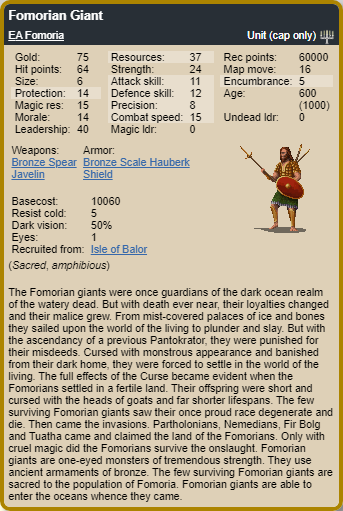 Fomorian Giant
EA Fomoria Unit (cap only)
Gold: 75 Resources: 37 Rec points: 60000
Hit points: 64 Strength: 24 Map move: 16
Size: 6 Attack skill: 11 Encumbrance: 5
Protection: 14 Defence skill: 12 Age: 600
Magic res: 15 Precision: 8 (1000)
Morale: 14 Combat speed: 15 Undead ldr: 0
Leadership: 40 Magic ldr: 0
Weapons: Armor:
Bronze Spear Bronze Scale Hauberk
Javelin Shield
Basecost: 10060
Resist cold: 5
Dark vision: 50%
Eyes: 1
Recruited from: Isle of Balor
(Sacred, amphibious)
The Fomorian giants were once guardians of the dark ocean realm
of the watery dead. But with death ever near, their loyalties changed
and their malice grew. From mist-covered palaces of ice and bones
they sailed upon the world of the living to plunder and slay. But with
the ascendancy of a previous Pantokrator, they were punished for
their misdeeds. Cursed with monstrous appearance and banished
from their dark home, they were forced to settle in the world of the
living. The full effects of the Curse became evident when the
Fomorians settled in a fertile land. Their offspring were short and
cursed with the heads of goats and far shorter lifespans. The few
surviving Fomorian giants saw their once proud race degenerate and
die. Then came the invasions. Partholonians, Nemedians, Fir Bolg
and Tuatha came and claimed the land of the Fomorians. Only with
cruel magic did the Fomorians survive the onslaught. Fomorian
giants are one-eyed monsters of tremendous strength. They use
ancient armaments of bronze. The few surviving Fomorian giants are
sacred to the population of Fomoria. Fomorian giants are able to
enter the oceans whence they came.